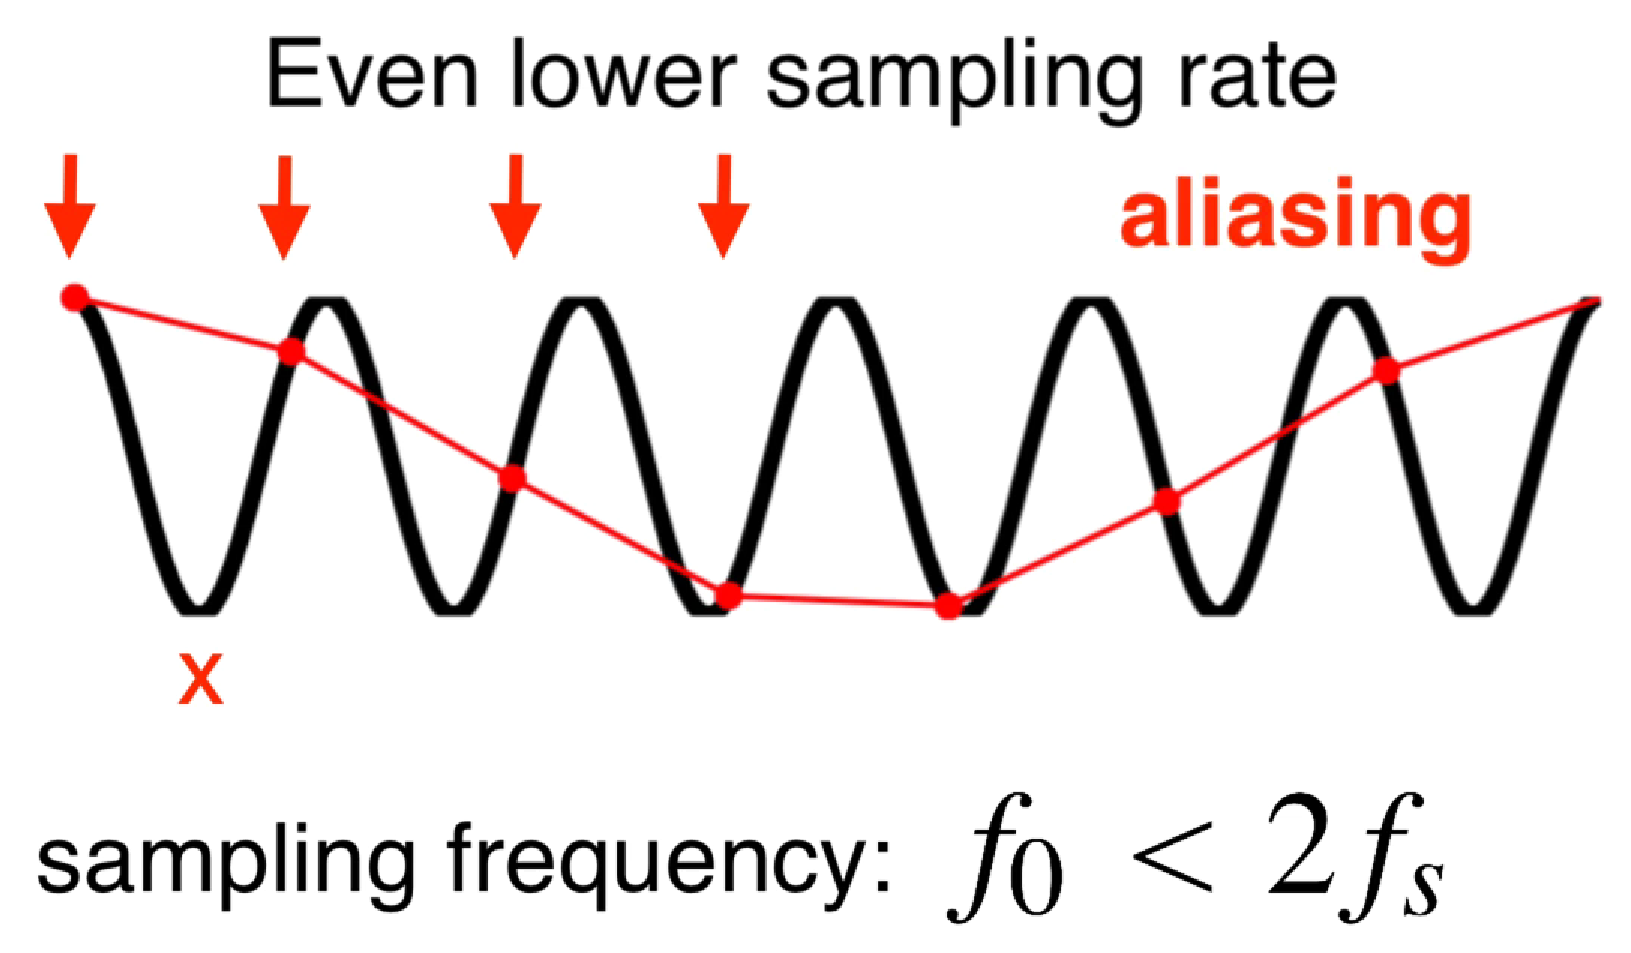 Even lower sampling rate
aliasing
x
sampling frequency: f₀ < 2fₛ